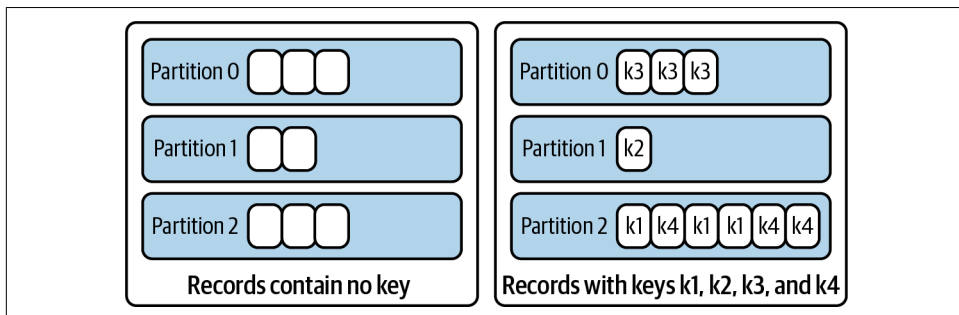 Partition 0
Partition 1
Partition 2
Records contain no key
Partition 0 k3 k3 k3
Partition 1 k2
Partition 2 k1 k4 k1 k1 k4 k4
Records with keys k1, k2, k3, and k4